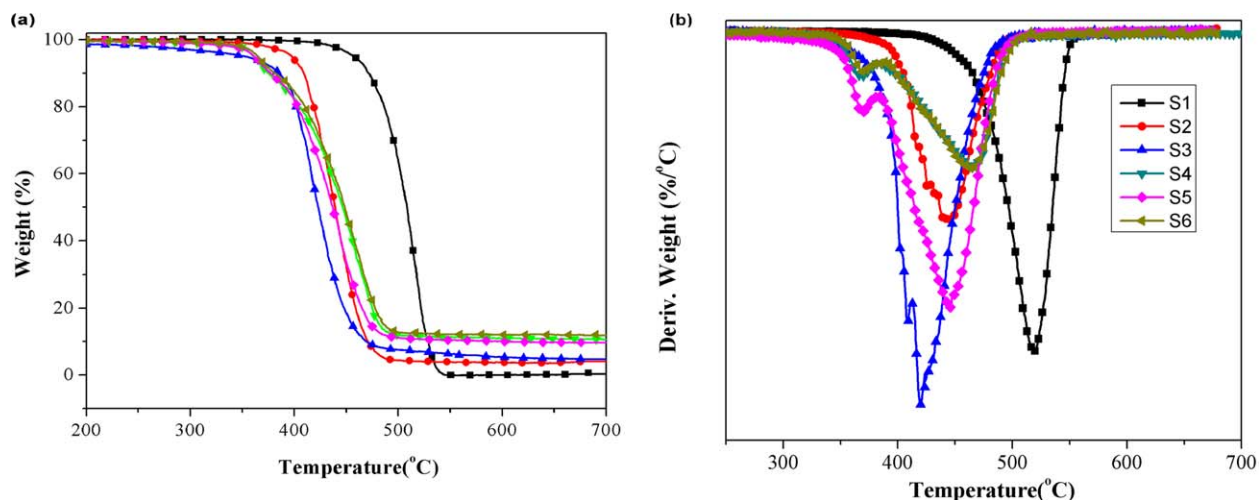 (a)
100
80
60
40
20
0
Weight (%)
200 300 400 500 600 700
Temperature(°C)
(b)
Deriv. Weight (%/°C)
S1
S2
S3
S4
S5
S6
300 400 500 600 700
Temperature(°C)